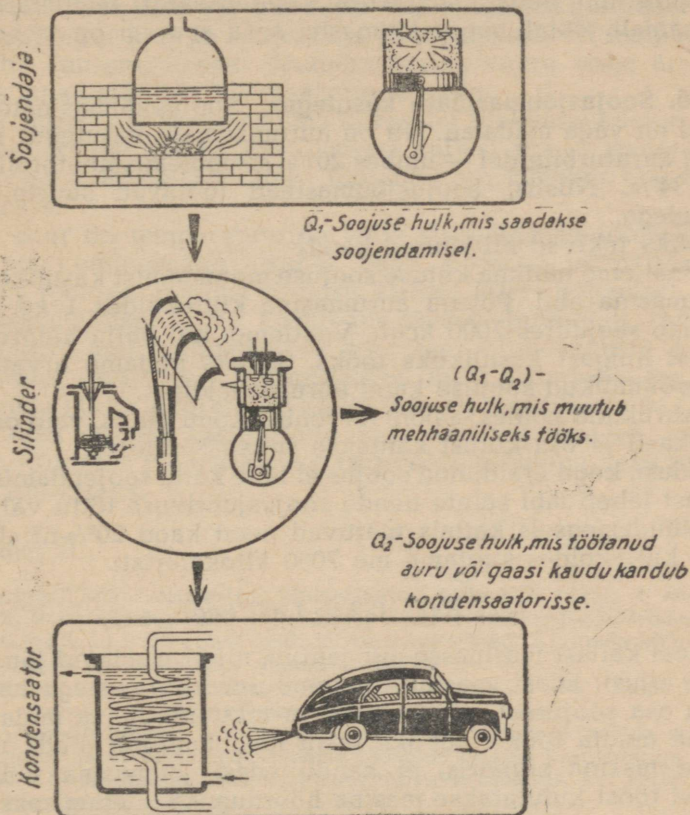 Soojendaja
Q₁-Soojuse hulk, mis saadakse
soojendamisel.
Silinder
(Q₁-Q₂)-
Soojuse hulk, mis muutub
mehhaaniliseks tööks.
Q₂-Soojuse hulk, mis töötanud
auru või gaasi kaudu kandub
kondensaatorisse.
Kondensaator